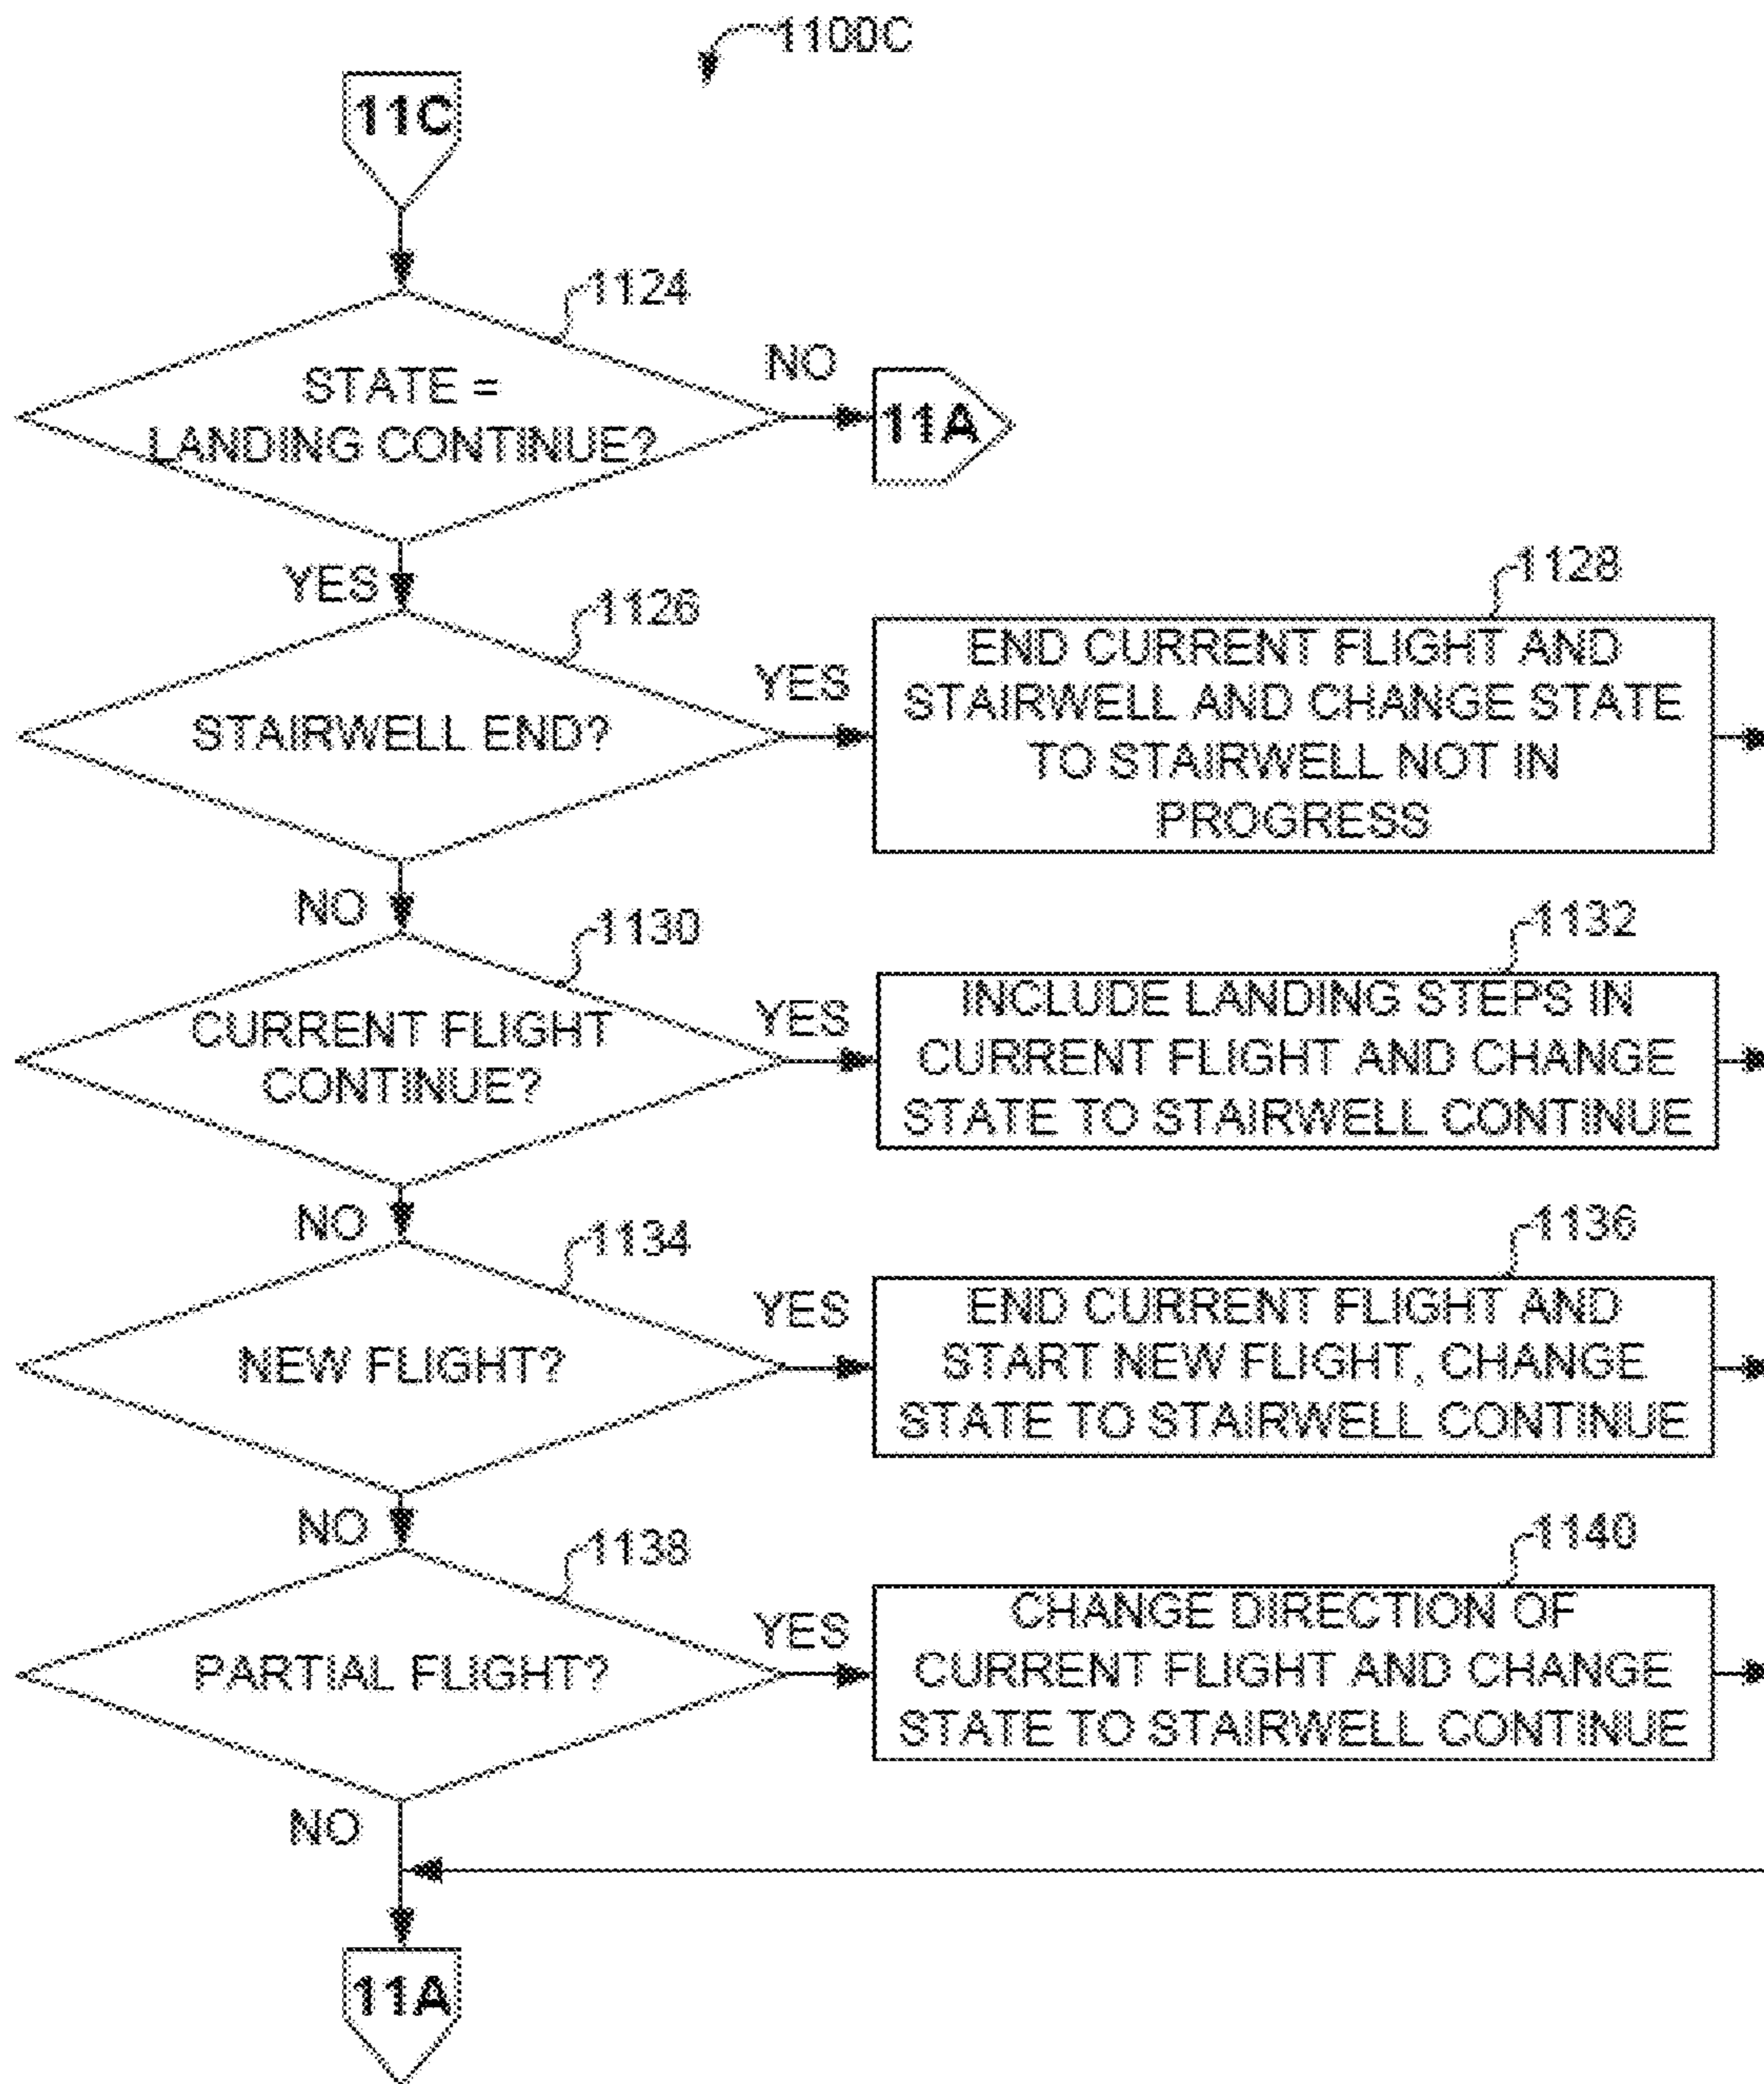 1100C
11C
1124
STATE =
LANDING CONTINUE?
NO
11A
YES
1126
STAIRWELL END?
YES
1128
END CURRENT FLIGHT AND
STAIRWELL AND CHANGE STATE
TO STAIRWELL NOT IN
PROGRESS
NO
1130
CURRENT FLIGHT
CONTINUE?
YES
1132
INCLUDE LANDING STEPS IN
CURRENT FLIGHT AND CHANGE
STATE TO STAIRWELL CONTINUE
NO
1134
NEW FLIGHT?
YES
1136
END CURRENT FLIGHT AND
START NEW FLIGHT, CHANGE
STATE TO STAIRWELL CONTINUE
NO
1138
PARTIAL FLIGHT?
YES
1140
CHANGE DIRECTION OF
CURRENT FLIGHT AND CHANGE
STATE TO STAIRWELL CONTINUE
NO
11A